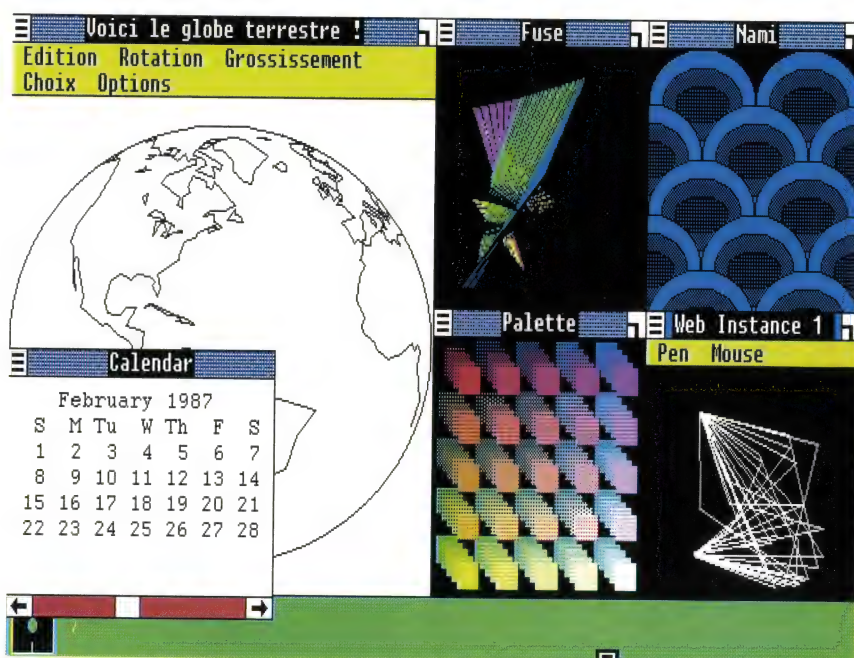 Voici le globe terrestre !
Edition Rotation Grossissement
Choix Options
Fuse
Nami
Calendar
February 1987
S M Tu W Th F S
1 2 3 4 5 6 7
8 9 10 11 12 13 14
15 16 17 18 19 20 21
22 23 24 25 26 27 28
Palette
Web Instance 1
Pen Mouse